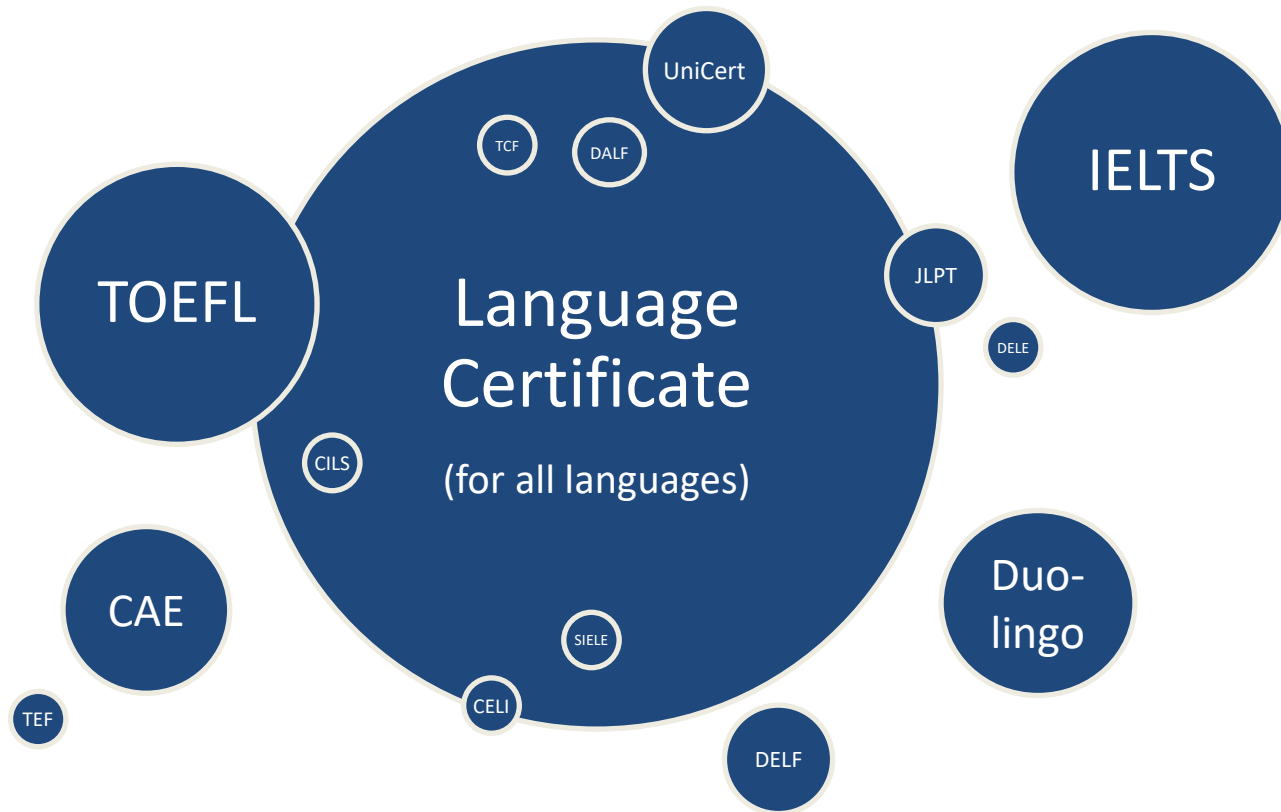 UniCert
TCF
DALF
IELTS
TOEFL
Language
Certificate
(for all languages)
JLPT
DELE
CILS
CAE
Duo-
lingo
SIELE
TEF
CELI
DELF